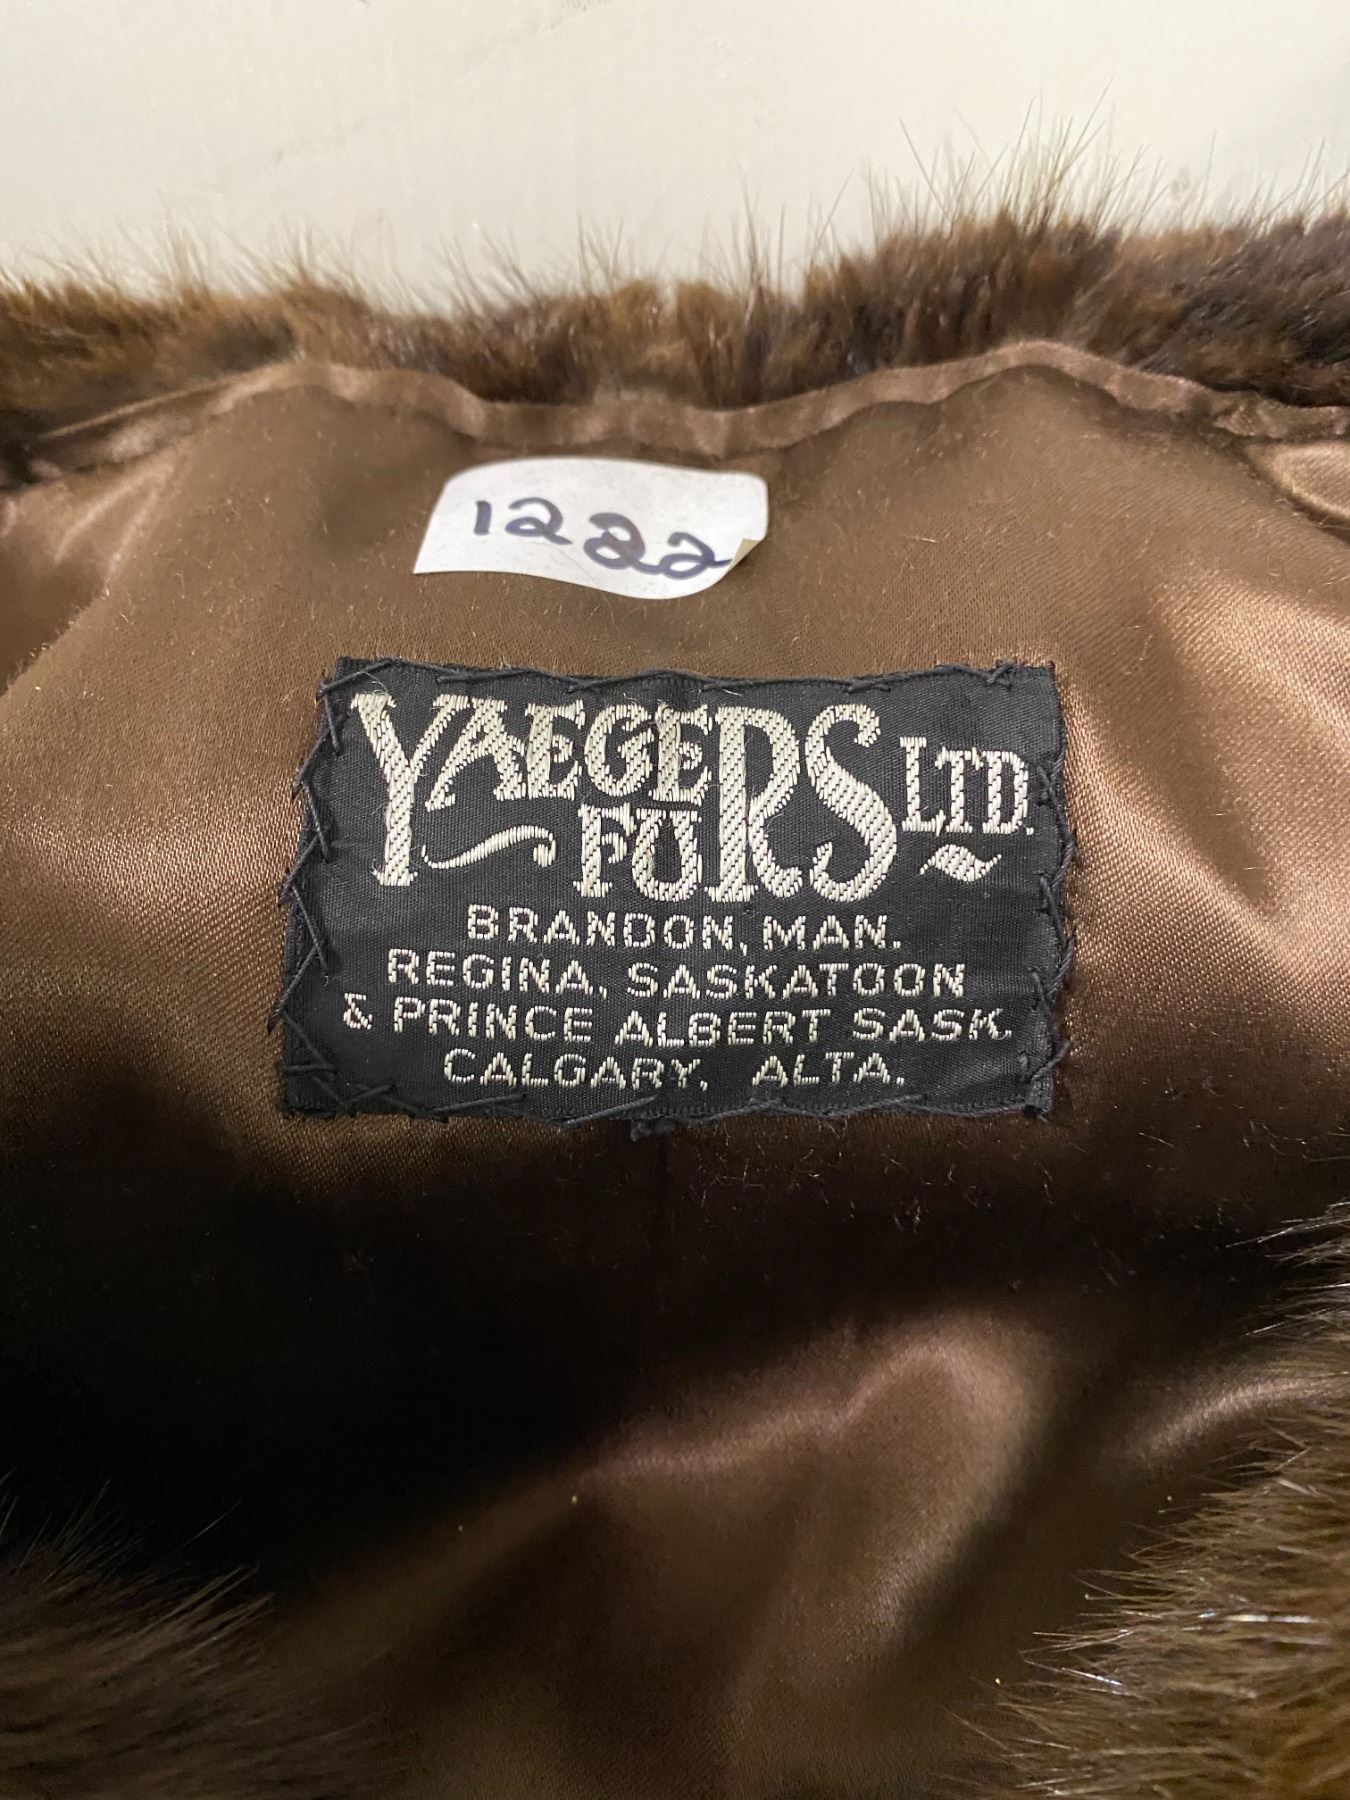 1222
YAEGERS LTD.
FURS
BRANDON, MAN.
REGINA, SASKATOON
& PRINCE ALBERT SASK.
CALGARY, ALTA.